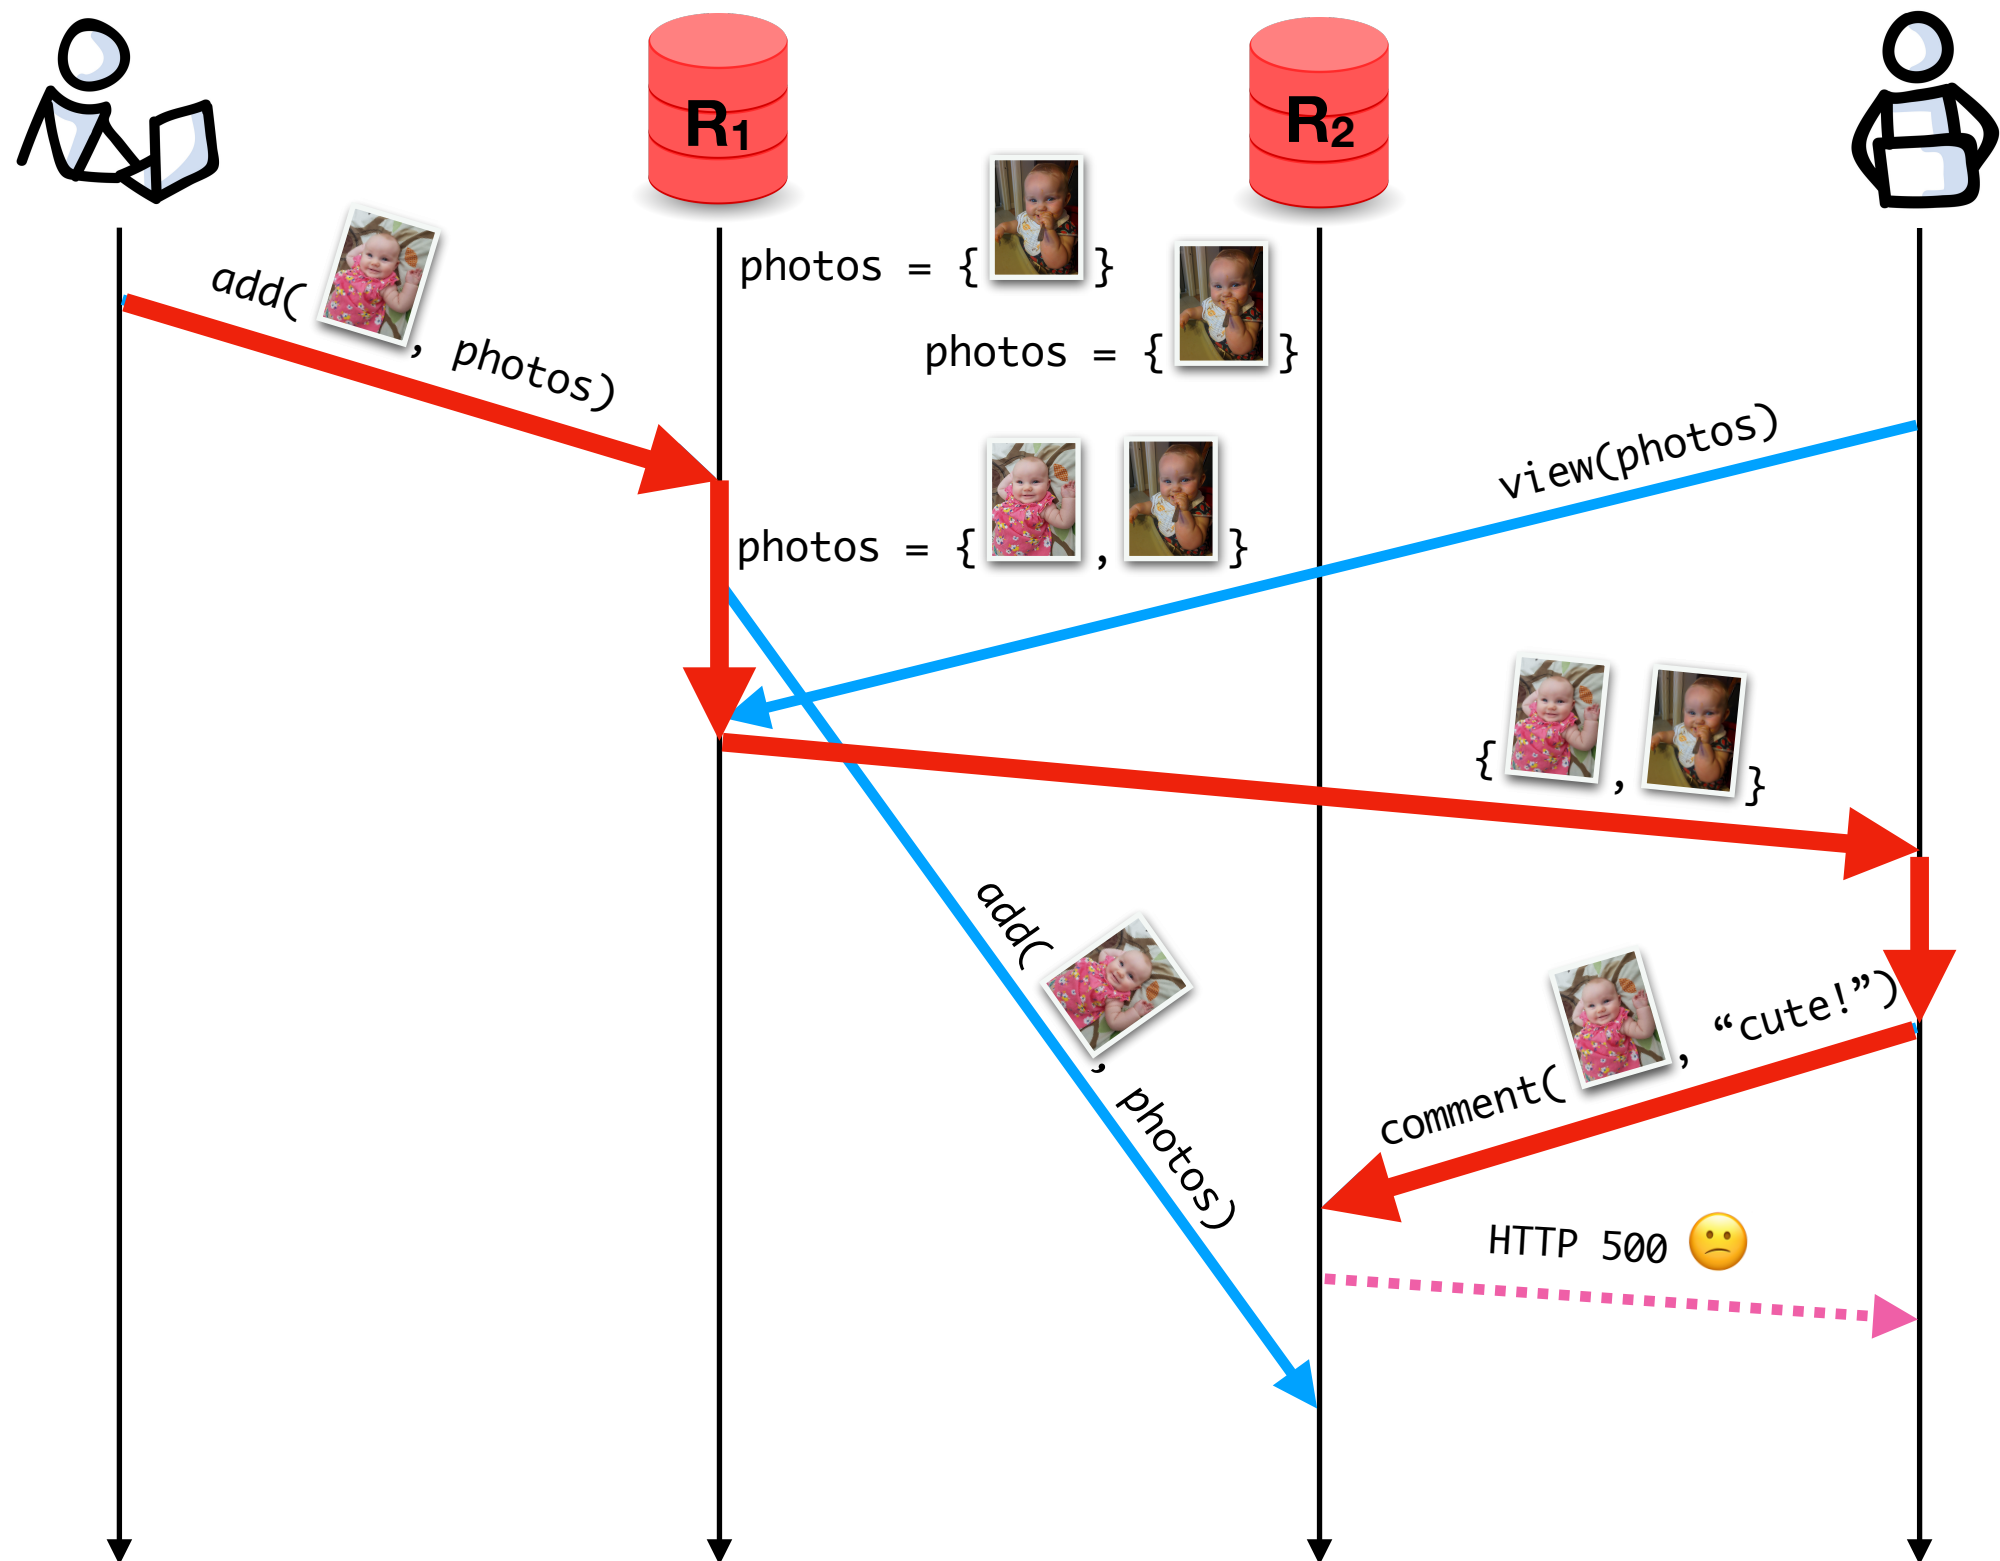 R1
R2
photos = { }
add( , photos)
photos = { }
view(photos)
photos = { , }
{ , }
add( , photos)
comment( , “cute!”)
HTTP 500